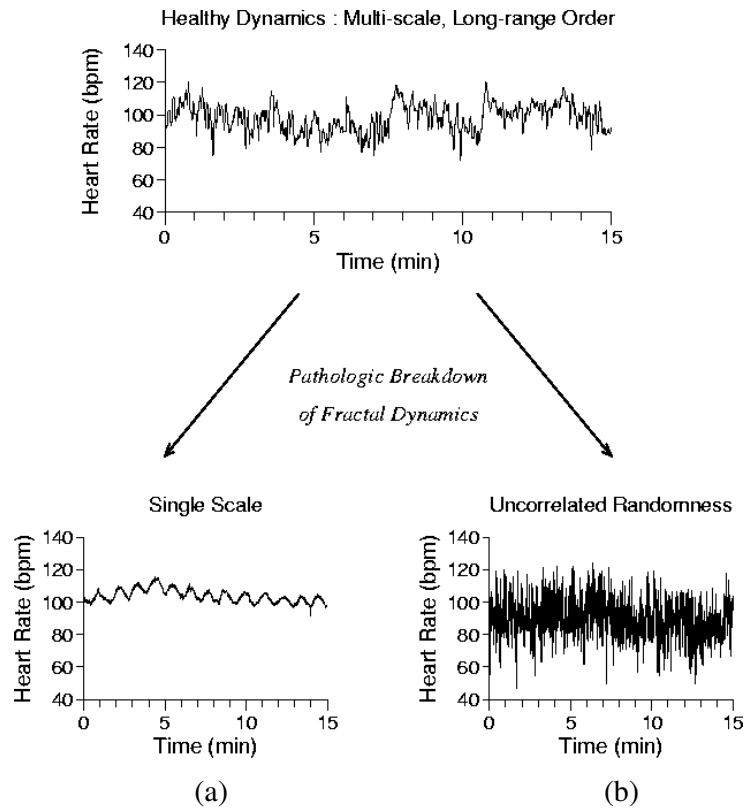 Healthy Dynamics : Multi-scale, Long-range Order
140
120
100
80
60
40
Heart Rate (bpm)
0 5 10 15
Time (min)
Pathologic Breakdown
of Fractal Dynamics
Single Scale
140
120
100
80
60
40
Heart Rate (bpm)
0 5 10 15
Time (min)
(a)
Uncorrelated Randomness
140
120
100
80
60
40
Heart Rate (bpm)
0 5 10 15
Time (min)
(b)